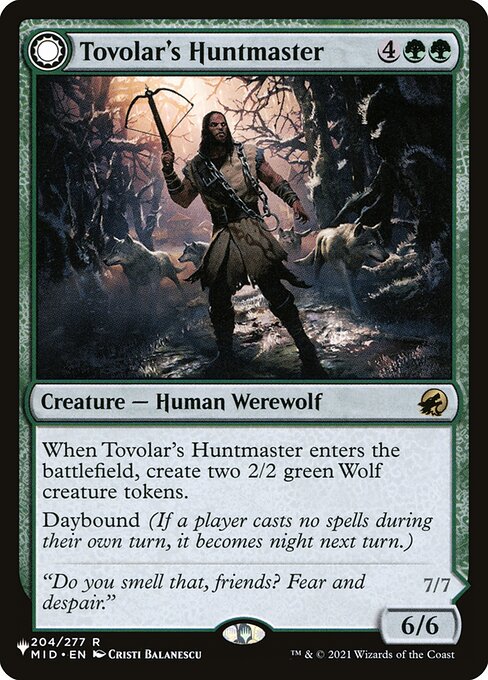 Tovolar's Huntmaster 4
Creature — Human Werewolf
When Tovolar's Huntmaster enters the
battlefield, create two 2/2 green Wolf
creature tokens.
Daybound (If a player casts no spells during
their own turn, it becomes night next turn.)
“Do you smell that, friends? Fear and
despair.”
7/7
6/6
204/277 R
MID • EN Cristi Balanescu
™ & © 2021 Wizards of the Coast